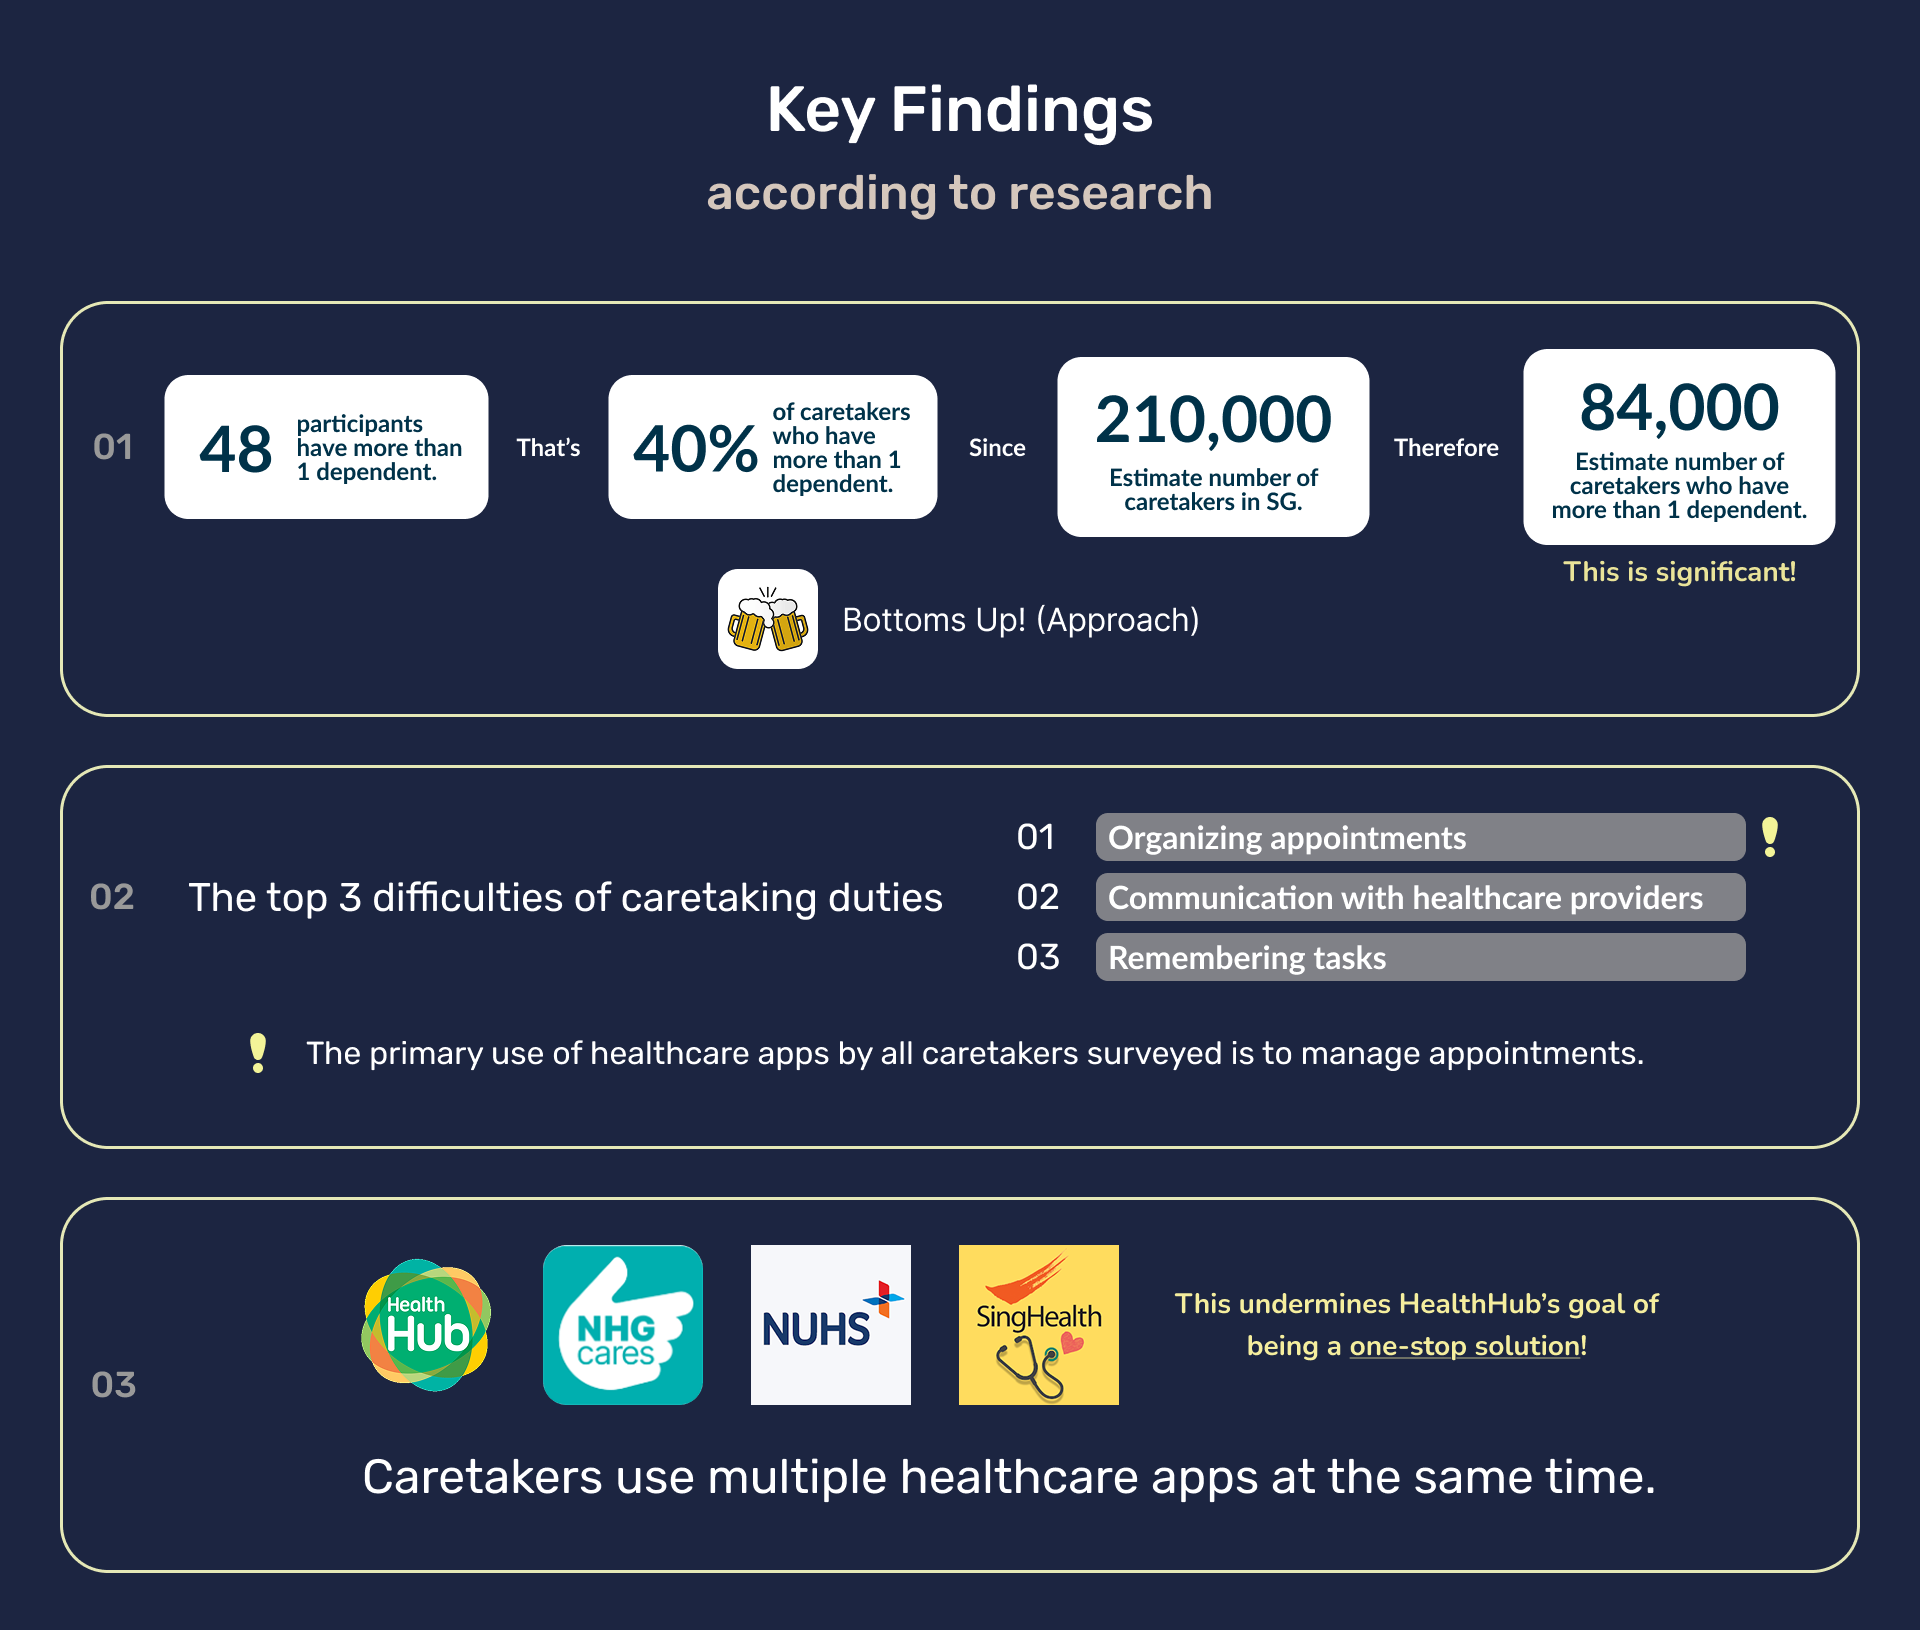 Key Findings
according to research
01
48
participants
have more than
1 dependent.
That's
40%
of caretakers
who have
more than 1
dependent.
Since
210,000
Estimate number of
caretakers in SG.
Therefore
84,000
Estimate number of
caretakers who have
more than 1 dependent.
This is significant!
Bottoms Up! (Approach)
02
The top 3 difficulties of caretaking duties
01
Organizing appointments
02
Communication with healthcare providers
03
Remembering tasks
The primary use of healthcare apps by all caretakers surveyed is to manage appointments.
03
Health
Hub
NHG
cares
NUHS
SingHealth
This undermines HealthHub's goal of
being a one-stop solution!
Caretakers use multiple healthcare apps at the same time.